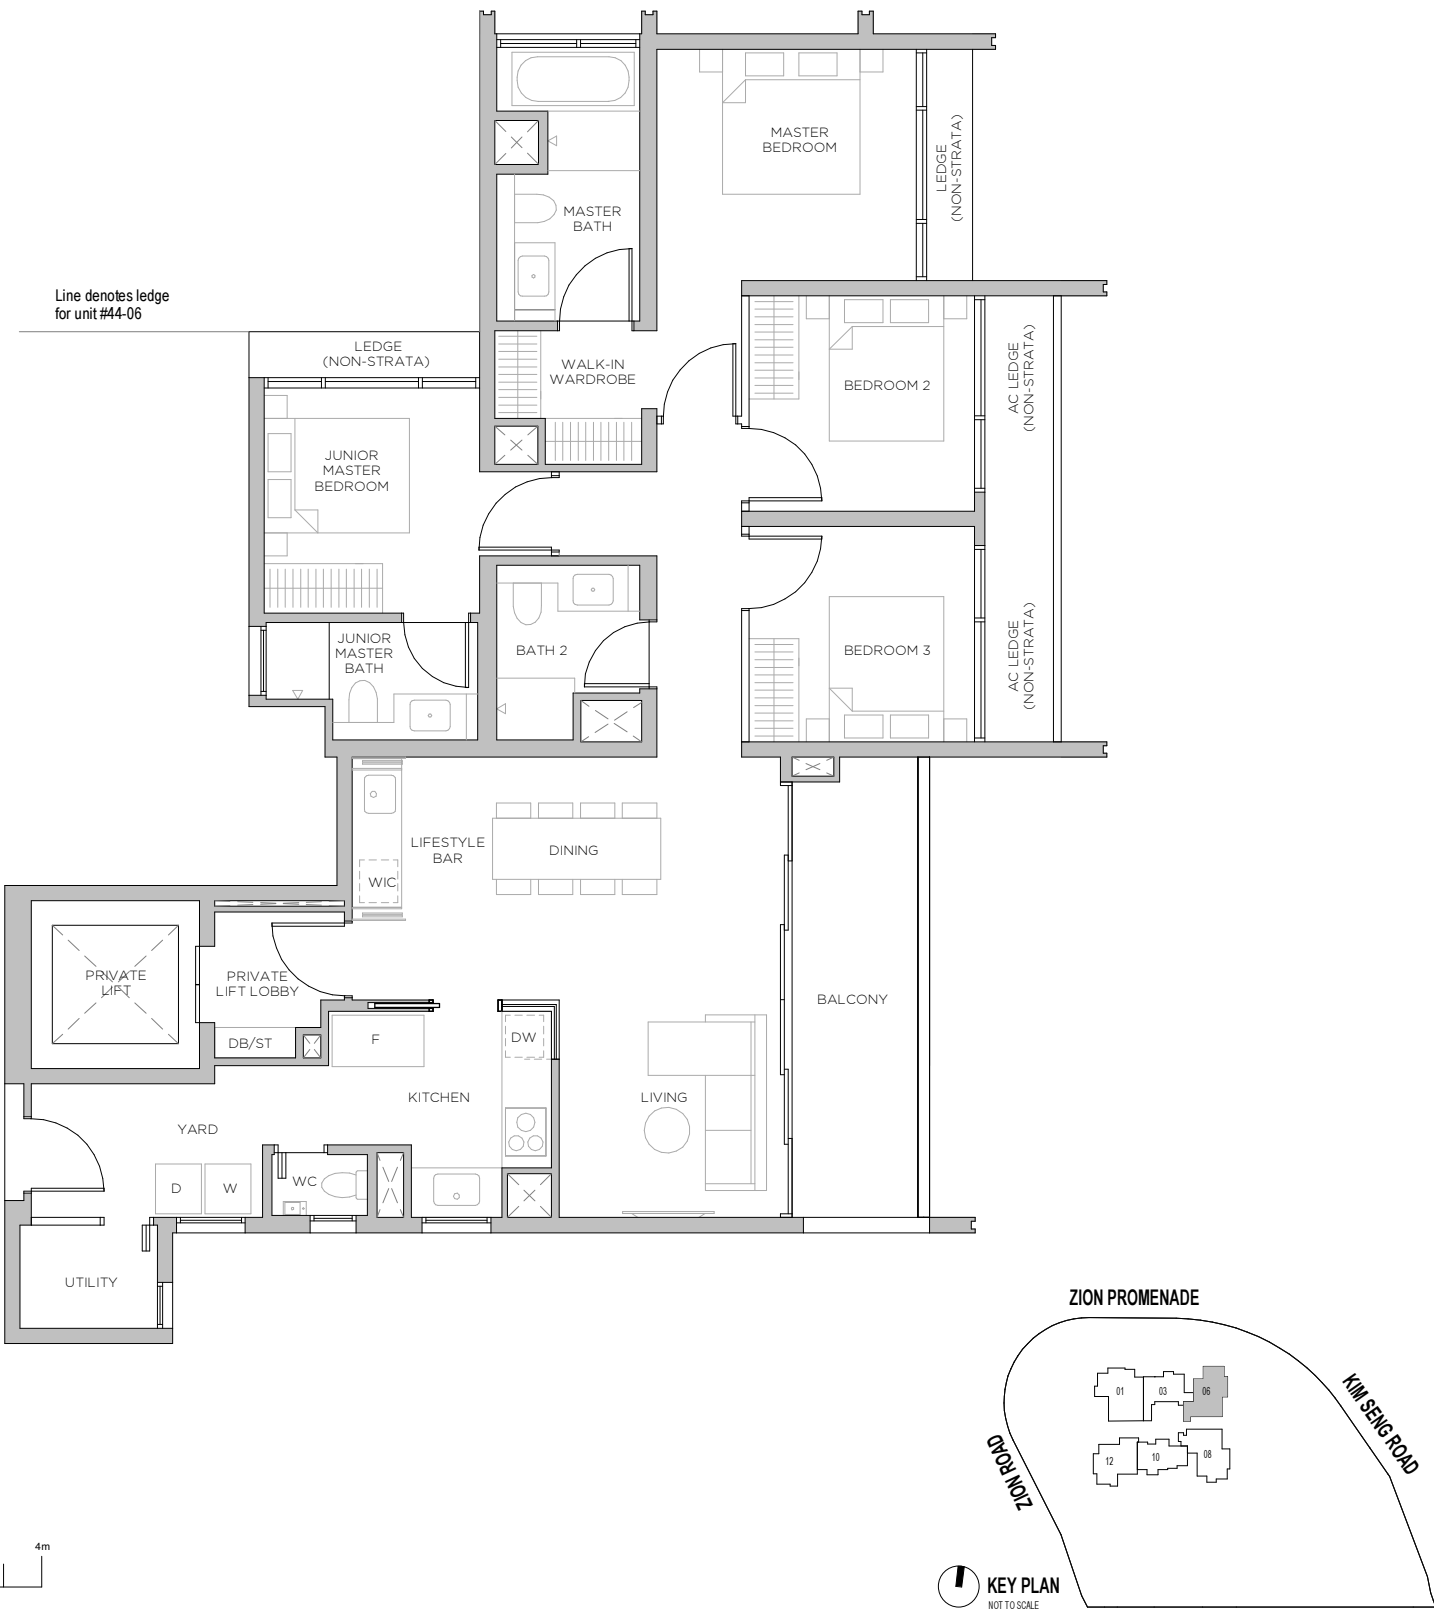 MASTER
BEDROOM
LEDGE
(NON-STRATA)
MASTER
BATH
Line denotes ledge
for unit #44-06
LEDGE
(NON-STRATA)
WALK-IN
WARDROBE
BEDROOM 2
AC LEDGE
(NON-STRATA)
JUNIOR
MASTER
BEDROOM
JUNIOR
MASTER
BATH
BATH 2
BEDROOM 3
AC LEDGE
(NON-STRATA)
LIFESTYLE
BAR
DINING
WIC
PRIVATE
LIFT
PRIVATE
LIFT LOBBY
BALCONY
DB/ST
F
DW
KITCHEN
LIVING
YARD
D
W
WC
UTILITY
ZION PROMENADE
KIM SENG ROAD
ZION ROAD
01
03
06
12
10
08
4m
KEY PLAN
NOT TO SCALE